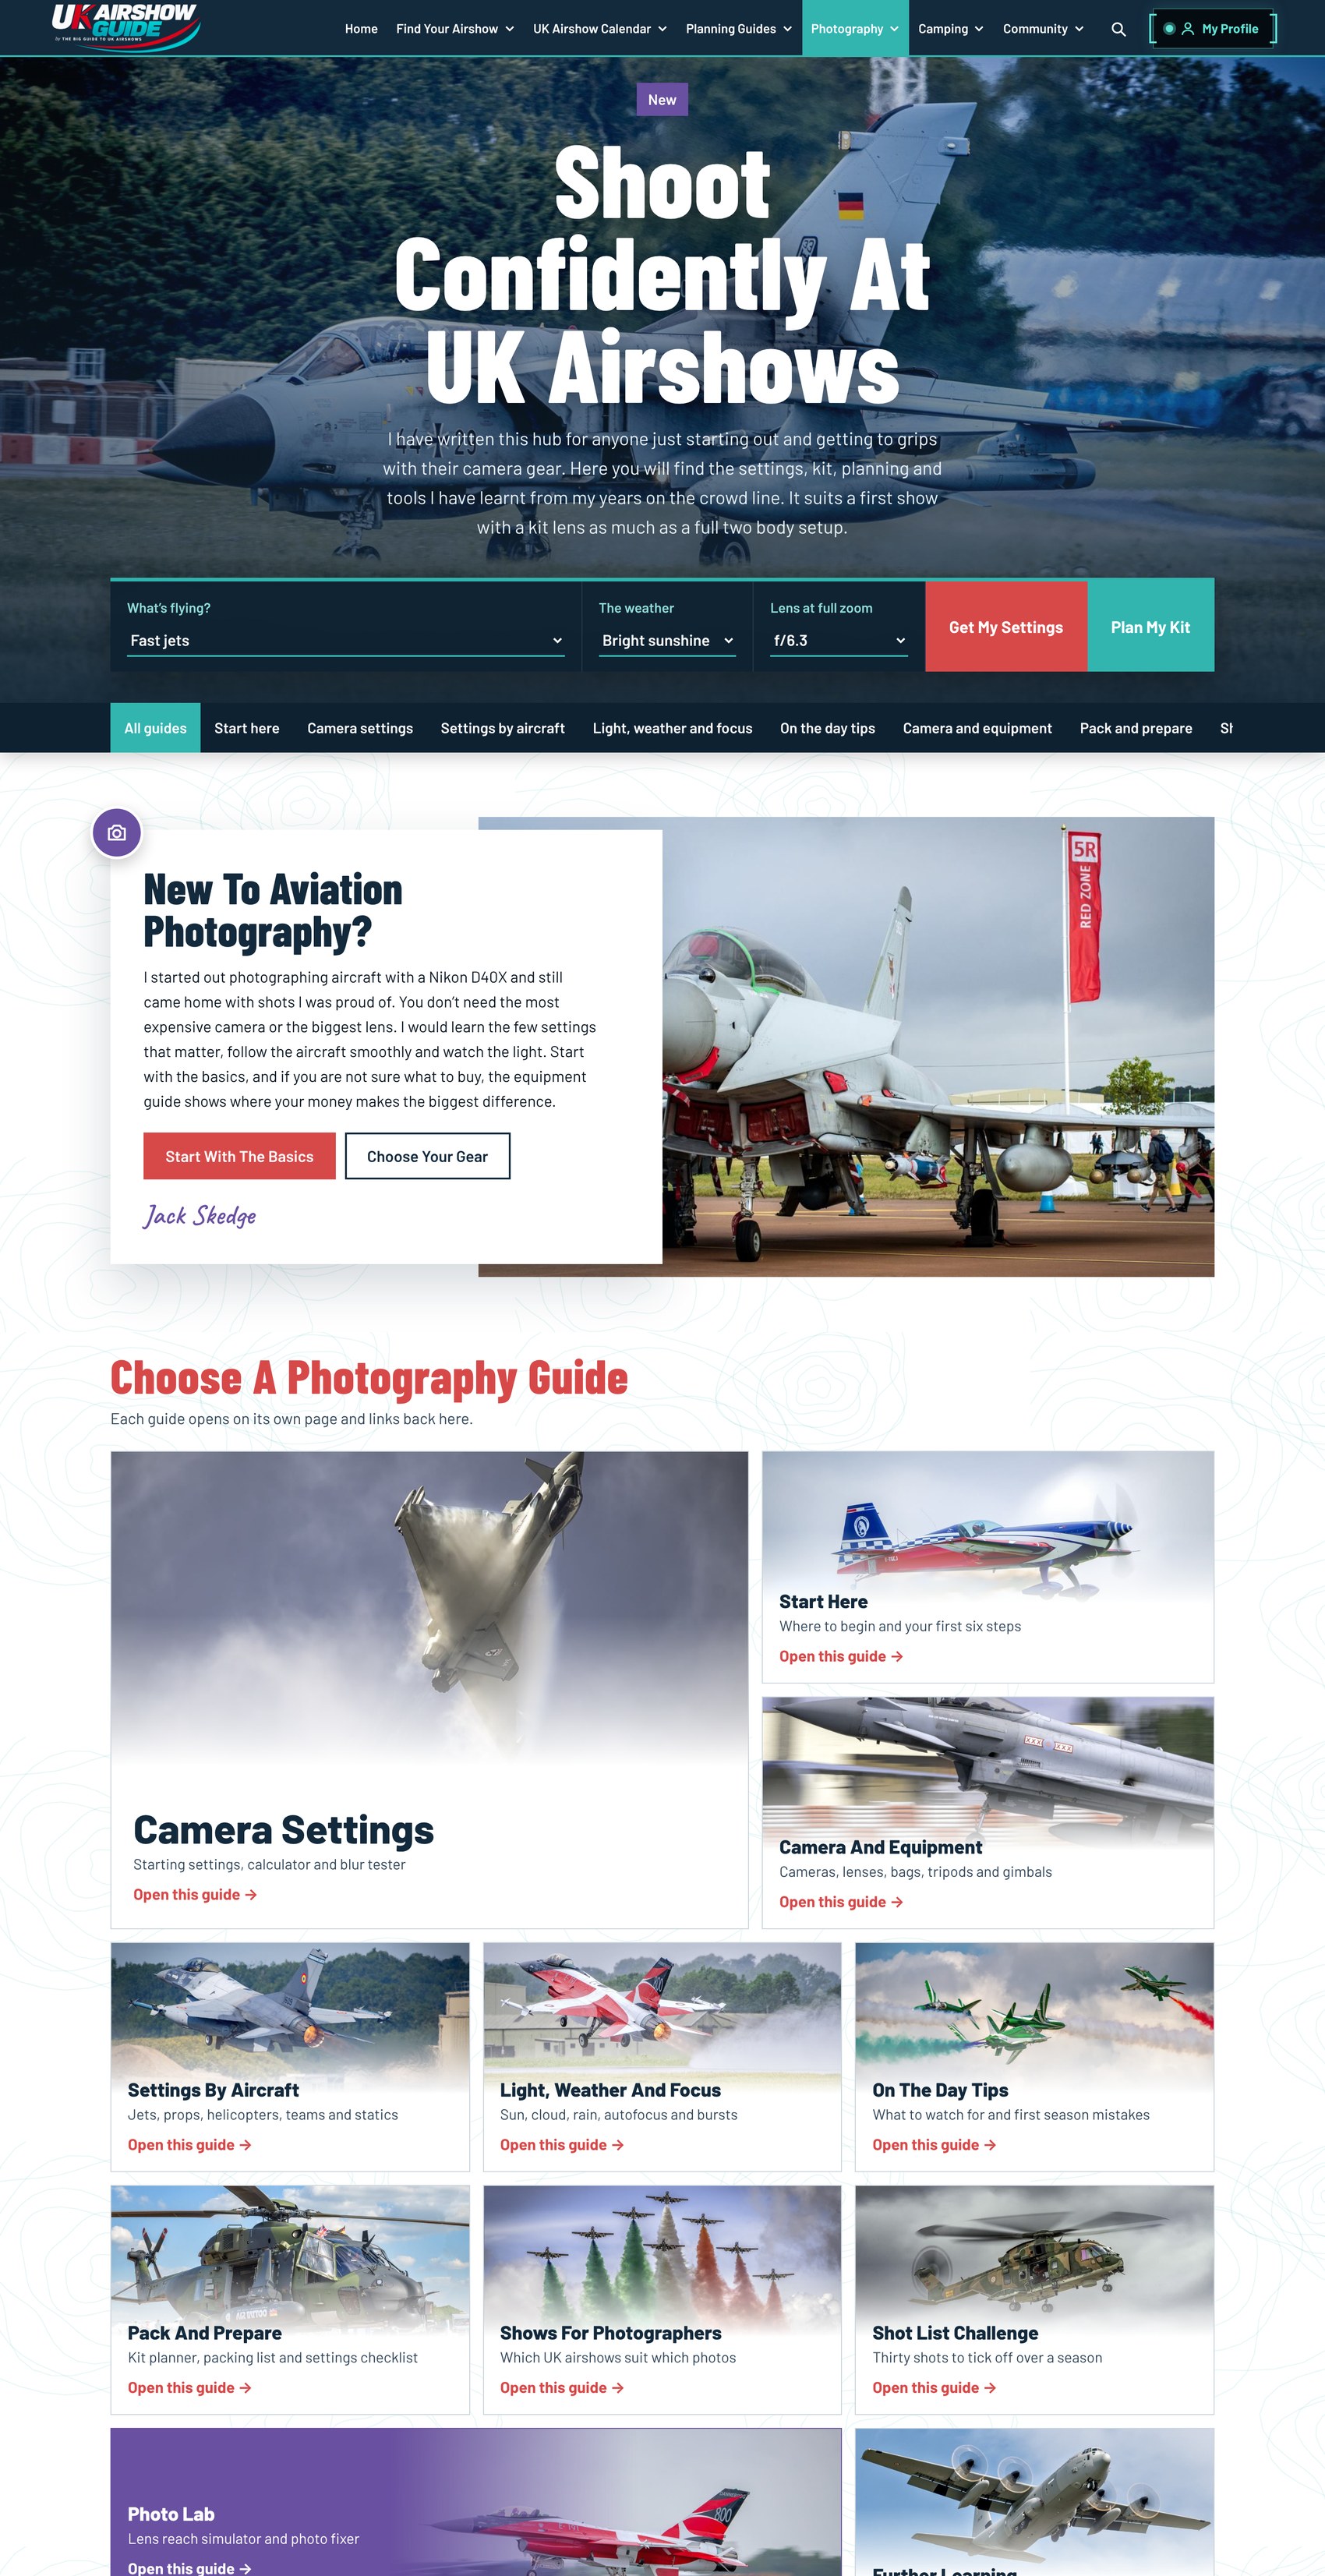 UK AIRSHOW
GUIDE
by THE BIG GUIDE TO UK AIRSHOWS
Home
Find Your Airshow
UK Airshow Calendar
Planning Guides
Photography
Camping
Community
My Profile
New
Shoot
Confidently At
UK Airshows
I have written this hub for anyone just starting out and getting to grips
with their camera gear. Here you will find the settings, kit, planning and
tools I have learnt from my years on the crowd line. It suits a first show
with a kit lens as much as a full two body setup.
What's flying?
Fast jets
The weather
Bright sunshine
Lens at full zoom
f/6.3
Get My Settings
Plan My Kit
All guides
Start here
Camera settings
Settings by aircraft
Light, weather and focus
On the day tips
Camera and equipment
Pack and prepare
New To Aviation
Photography?
I started out photographing aircraft with a Nikon D40X and still
came home with shots I was proud of. You don't need the most
expensive camera or the biggest lens. I would learn the few settings
that matter, follow the aircraft smoothly and watch the light. Start
with the basics, and if you are not sure what to buy, the equipment
guide shows where your money makes the biggest difference.
Start With The Basics
Choose Your Gear
Jack Skedge
5R
RED ZONE
Choose A Photography Guide
Each guide opens on its own page and links back here.
Camera Settings
Starting settings, calculator and blur tester
Open this guide →
Start Here
Where to begin and your first six steps
Open this guide →
Camera And Equipment
Cameras, lenses, bags, tripods and gimbals
Open this guide →
Settings By Aircraft
Jets, props, helicopters, teams and statics
Open this guide →
Light, Weather And Focus
Sun, cloud, rain, autofocus and bursts
Open this guide →
On The Day Tips
What to watch for and first season mistakes
Open this guide →
Pack And Prepare
Kit planner, packing list and settings checklist
Open this guide →
Shows For Photographers
Which UK airshows suit which photos
Open this guide →
Shot List Challenge
Thirty shots to tick off over a season
Open this guide →
Photo Lab
Lens reach simulator and photo fixer
Open this guide →
800
Further Learning